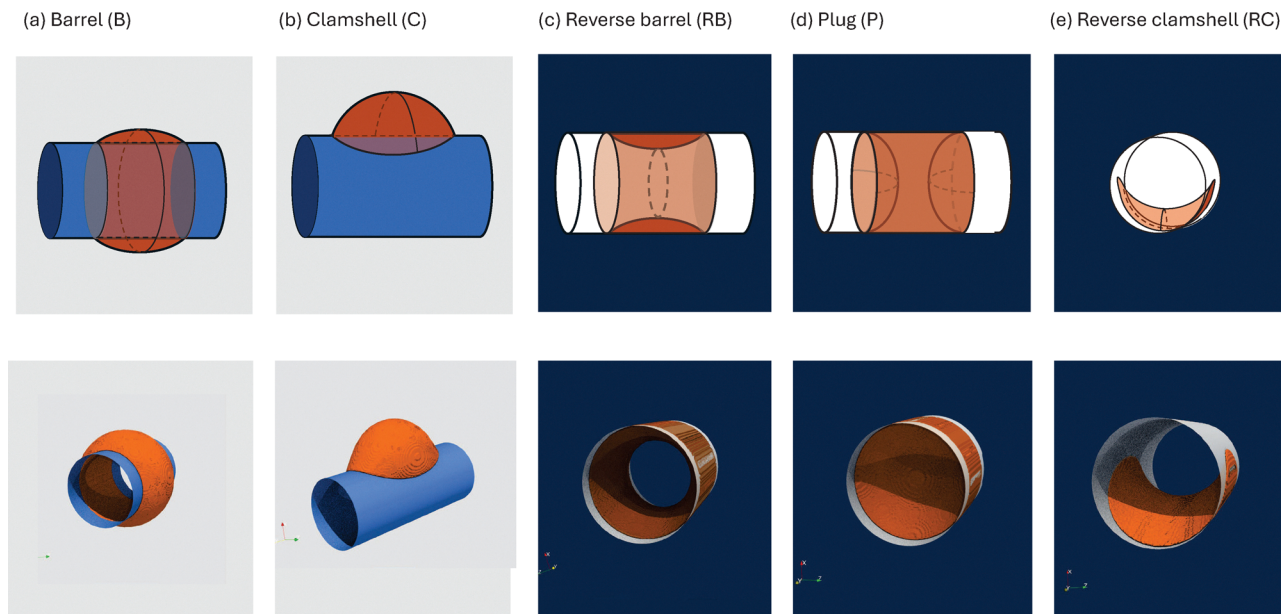 (a) Barrel (B)
(b) Clamshell (C)
(c) Reverse barrel (RB)
(d) Plug (P)
(e) Reverse clamshell (RC)
X
Z
Y
X
Y
Z
X
Y
Z